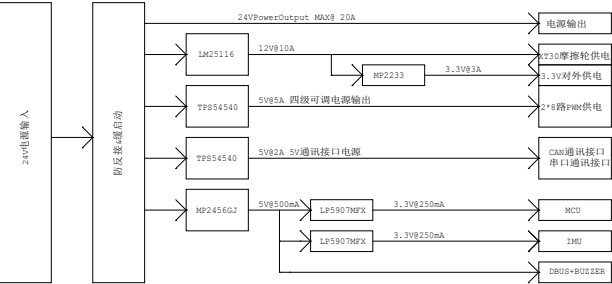 24VPowerOutput MAX@ 20A
电源输出
LM25116
12V@10A
XT30摩擦轮供电
MP2233
3.3V@3A
3.3V对外供电
TPS54540
5V@5A 四级可调电源输出
2*8路PWM供电
24V电源输入
防反接&缓启动
TPS54540
5V@2A 5V通讯接口电源
CAN通讯接口
串口通讯接口
MP2456GJ
5V@500mA
LP5907MFX
3.3V@250mA
MCU
LP5907MFX
3.3V@250mA
IMU
DBUS+BUZZER